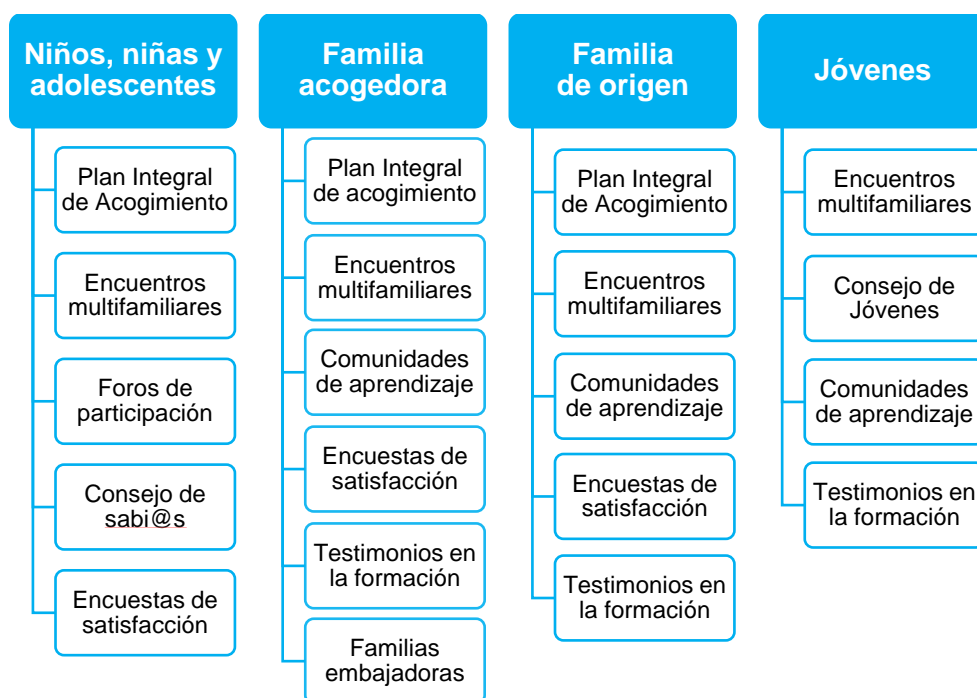 Niños, niñas y
adolescentes
Plan Integral
de Acogimiento
Encuentros
multifamiliares
Foros de
participación
Consejo de
sabi@s
Encuestas de
satisfacción
Familia
acogedora
Plan Integral
de acogimiento
Encuentros
multifamiliares
Comunidades
de aprendizaje
Encuestas de
satisfacción
Testimonios en
la formación
Familias
embajadoras
Familia
de origen
Plan Integral
de Acogimiento
Encuentros
multifamiliares
Comunidades
de aprendizaje
Encuestas de
satisfacción
Testimonios en
la formación
Jóvenes
Encuentros
multifamiliares
Consejo de
Jóvenes
Comunidades
de aprendizaje
Testimonios en
la formación